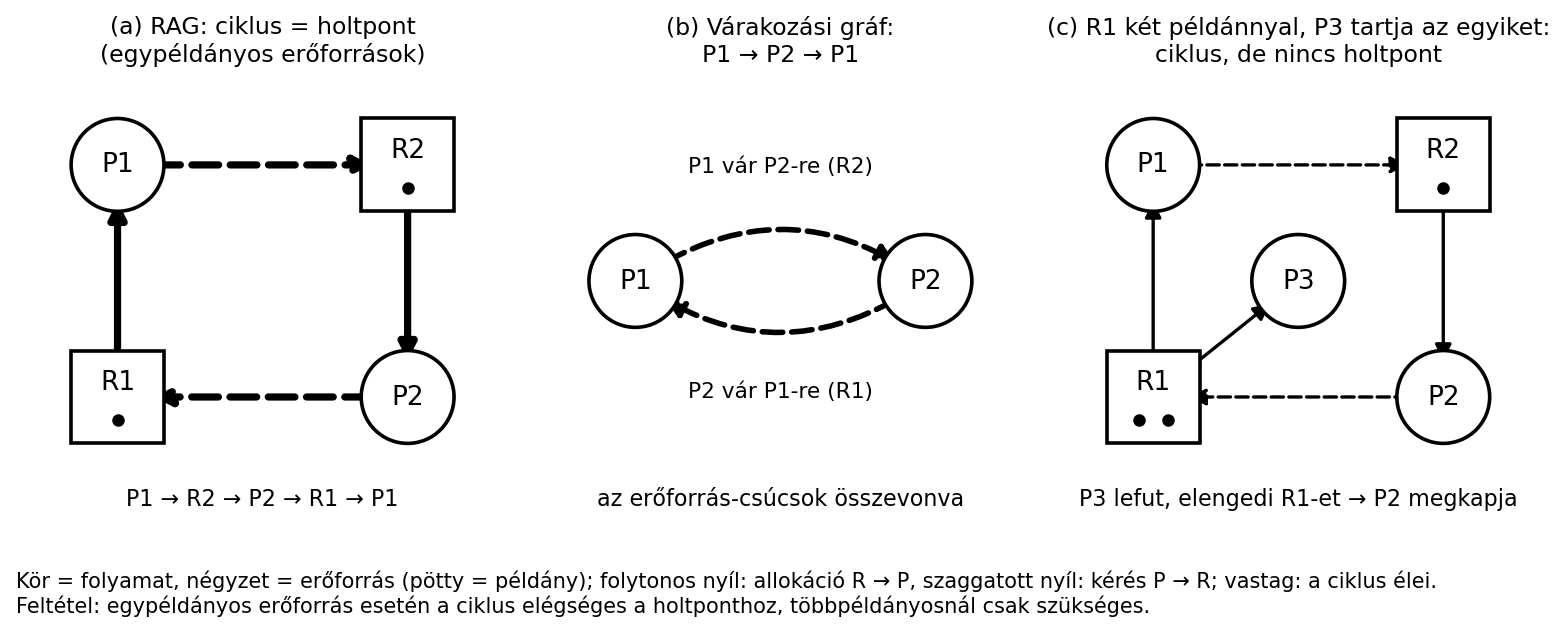 (a) RAG: ciklus = holtpont
(egypéldányos erőforrások)
P1
R2
R1
P2
P1 → R2 → P2 → R1 → P1
(b) Várakozási gráf:
P1 → P2 → P1
P1 vár P2-re (R2)
P1
P2
P2 vár P1-re (R1)
az erőforrás-csúcsok összevonva
(c) R1 két példánnyal, P3 tartja az egyiket:
ciklus, de nincs holtpont
P1
R2
P3
R1
P2
P3 lefut, elengedi R1-et → P2 megkapja
Kör = folyamat, négyzet = erőforrás (pötty = példány); folytonos nyíl: allokáció R → P, szaggatott nyíl: kérés P → R; vastag: a ciklus élei.
Feltétel: egypéldányos erőforrás esetén a ciklus elégséges a holtponthoz, többpéldányosnál csak szükséges.